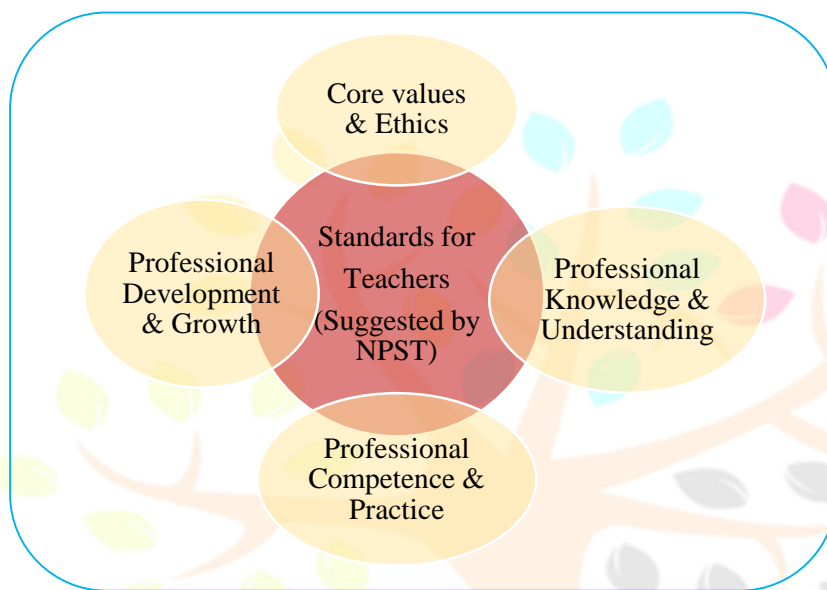 Core values
& Ethics
Standards for
Teachers
(Suggested by
NPST)
Professional
Development
& Growth
Professional
Knowledge &
Understanding
Professional
Competence &
Practice